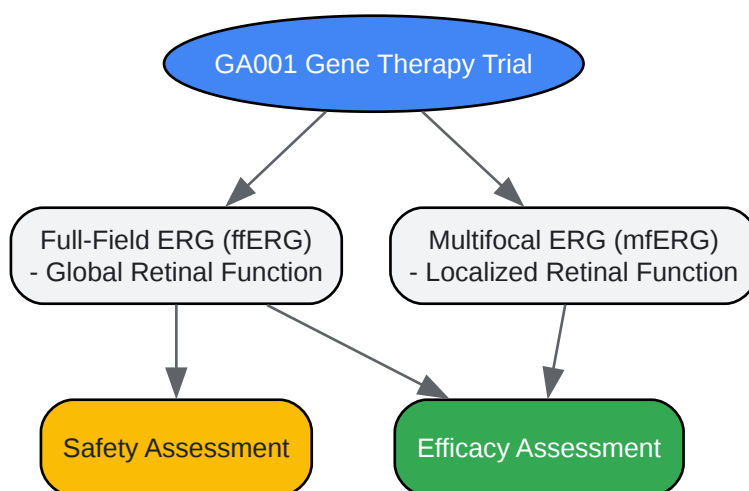 GA001 Gene Therapy Trial
Full-Field ERG (ffERG)
- Global Retinal Function
Multifocal ERG (mfERG)
- Localized Retinal Function
Safety Assessment
Efficacy Assessment